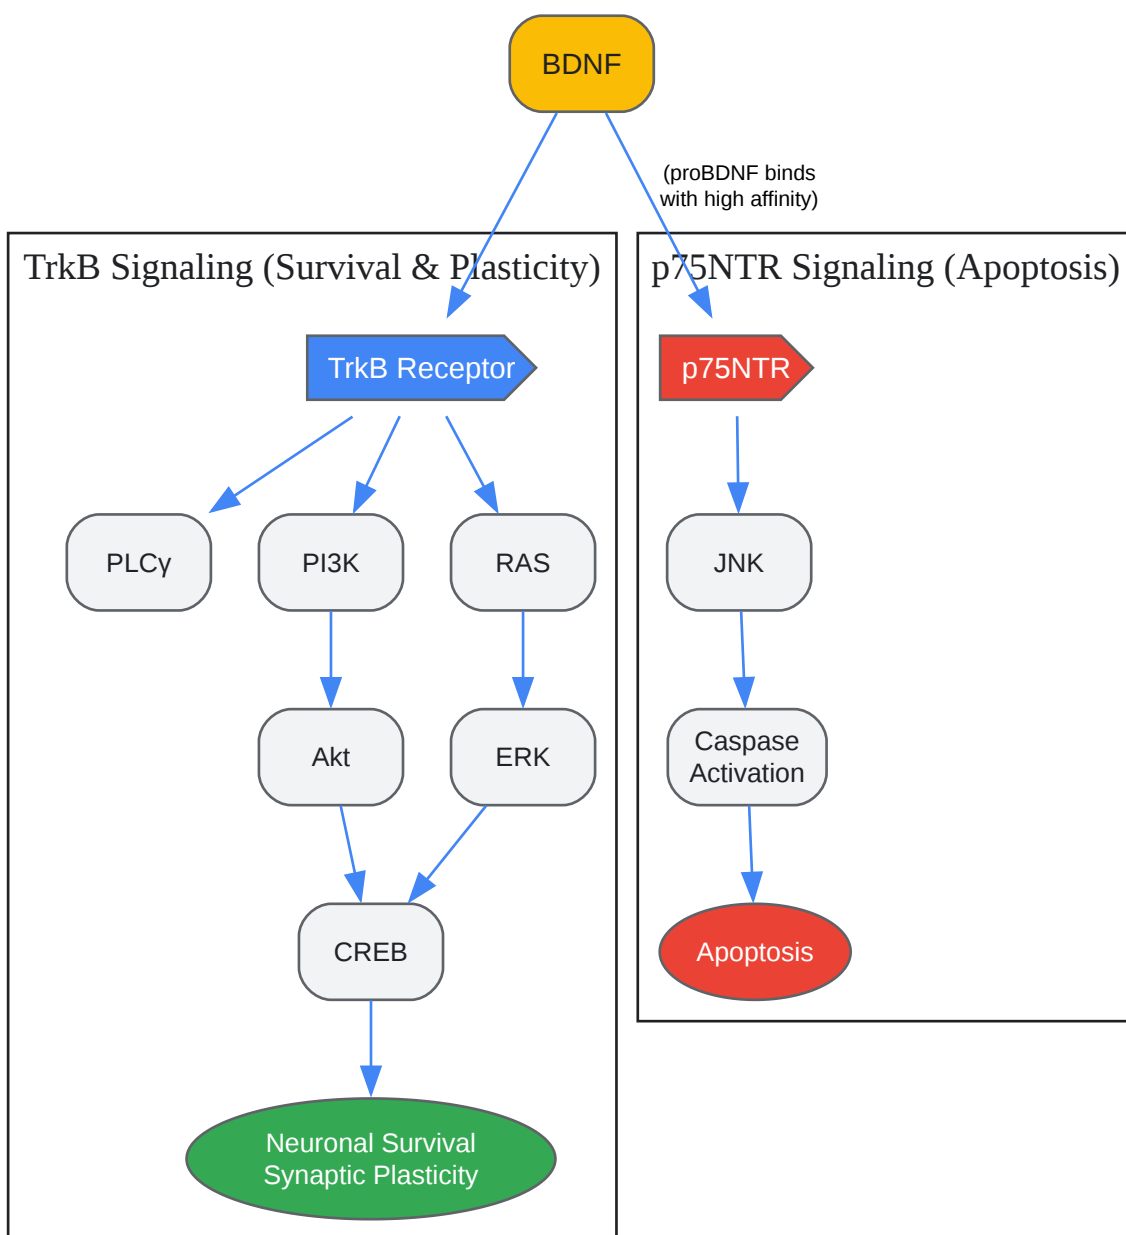 BDNF
(proBDNF binds
with high affinity)
TrkB Signaling (Survival & Plasticity)
p75NTR Signaling (Apoptosis)
TrkB Receptor
p75NTR
PLCγ
PI3K
RAS
JNK
Akt
ERK
Caspase
Activation
CREB
Apoptosis
Neuronal Survival
Synaptic Plasticity